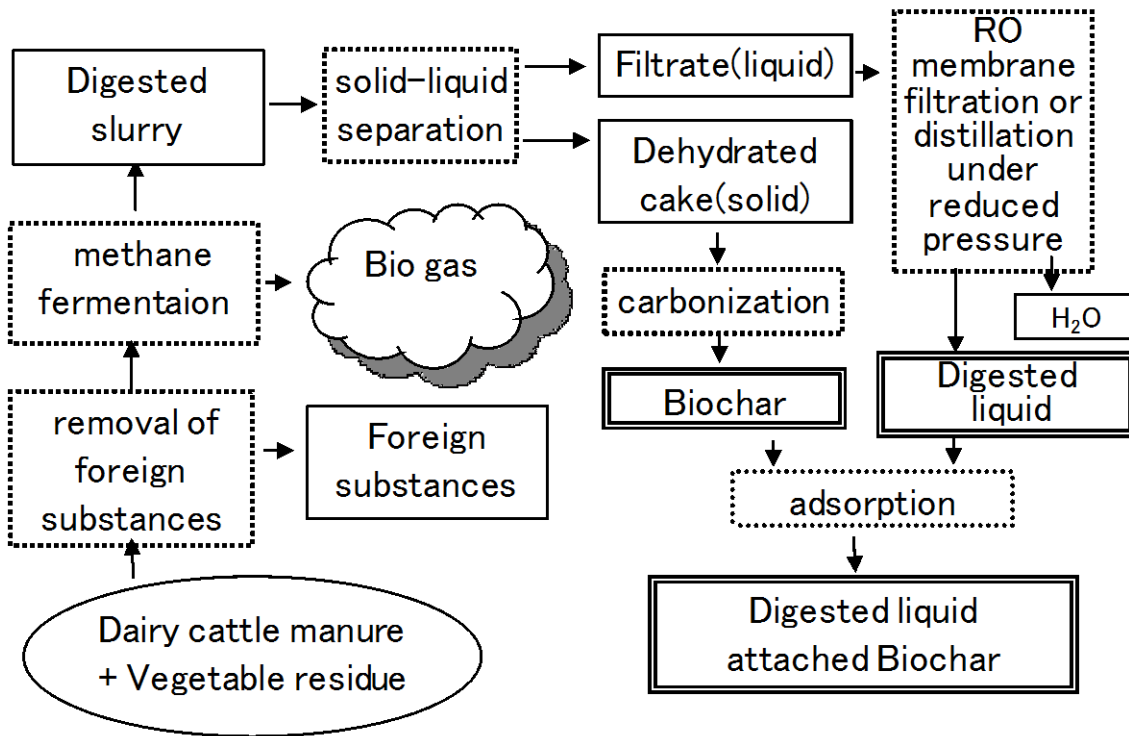 Digested
slurry
solid-liquid
separation
Filtrate(liquid)
RO
membrane
filtration or
distillation
under
reduced
pressure
Dehydrated
cake(solid)
methane
fermentaion
Bio gas
carbonization
H₂O
removal of
foreign
substances
Foreign
substances
Biochar
Digested
liquid
adsorption
Dairy cattle manure
+ Vegetable residue
Digested liquid
attached Biochar